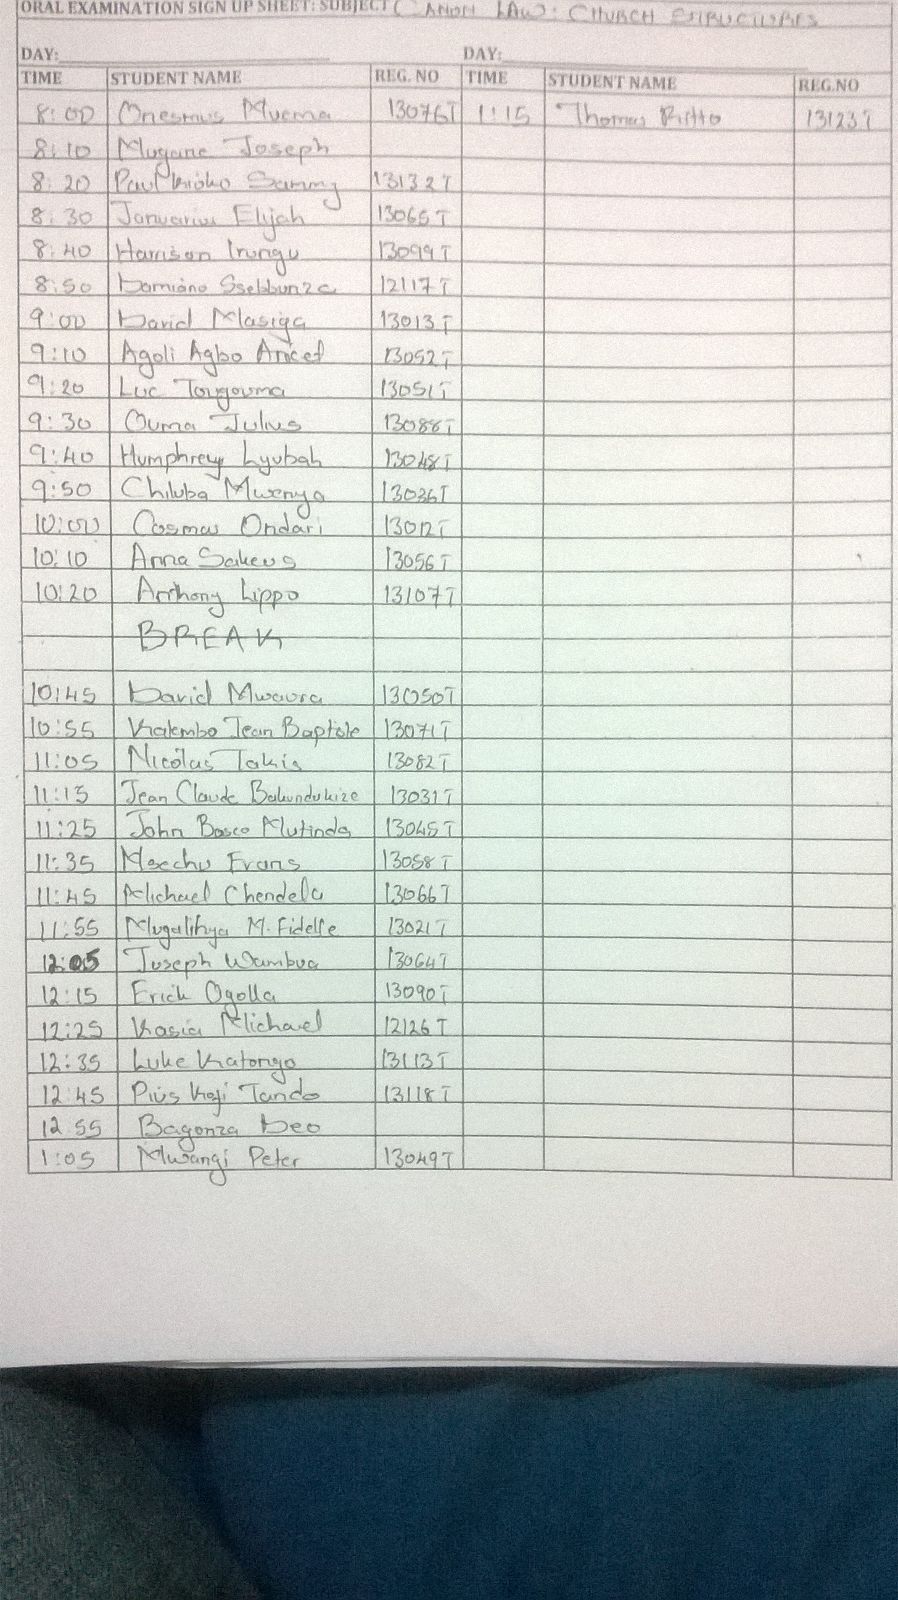 ORAL EXAMINATION SIGN UP SHEET: SUBJECT (CANON LAW: CHURCH STRUCTURES
DAY: DAY:
TIME STUDENT NAME REG. NO TIME STUDENT NAME REG.NO
8:00 Onesmus Muema 13076T 1:15 Thomas Ritto 13123T
8:10 Mugane Joseph
8:20 Paul Kioko Sammy 13132T
8:30 Januarius Elijah 13065T
8:40 Harrison Irungu 13099T
8:50 Damiano Ssebbunza 12117T
9:00 David Masiga 13013T
9:10 Agoli Agbo Anicet 13052T
9:20 Luc Tougouma 13051T
9:30 Ouma Julius 13088T
9:40 Humphrey Lyubah 13048T
9:50 Chiluba Mwenya 13036T
10:00 Cosmas Ondari 13012T
10:10 Anna Sakeus 13056T
10:20 Anthony Lippo 13107T
BREAK
10:45 David Mwaura 13050T
10:55 Kalembo Jean Baptiste 13071T
11:05 Nicolas Takis 13082T
11:15 Jean Claude Bakundukize 13031T
11:25 John Bosco Mutinda 13045T
11:35 Msechu Evans 13058T
11:45 Michael Chendela 13066T
11:55 Mugalihya M. Fidelle 13021T
12:05 Joseph Wambua 13064T
12:15 Erick Ogolla 13090T
12:25 Kasia Michael 12126T
12:35 Luke Katongo 13113T
12:45 Pius Tando 13118T
12:55 Bagonza Deo
1:05 Mwangi Peter 13049T